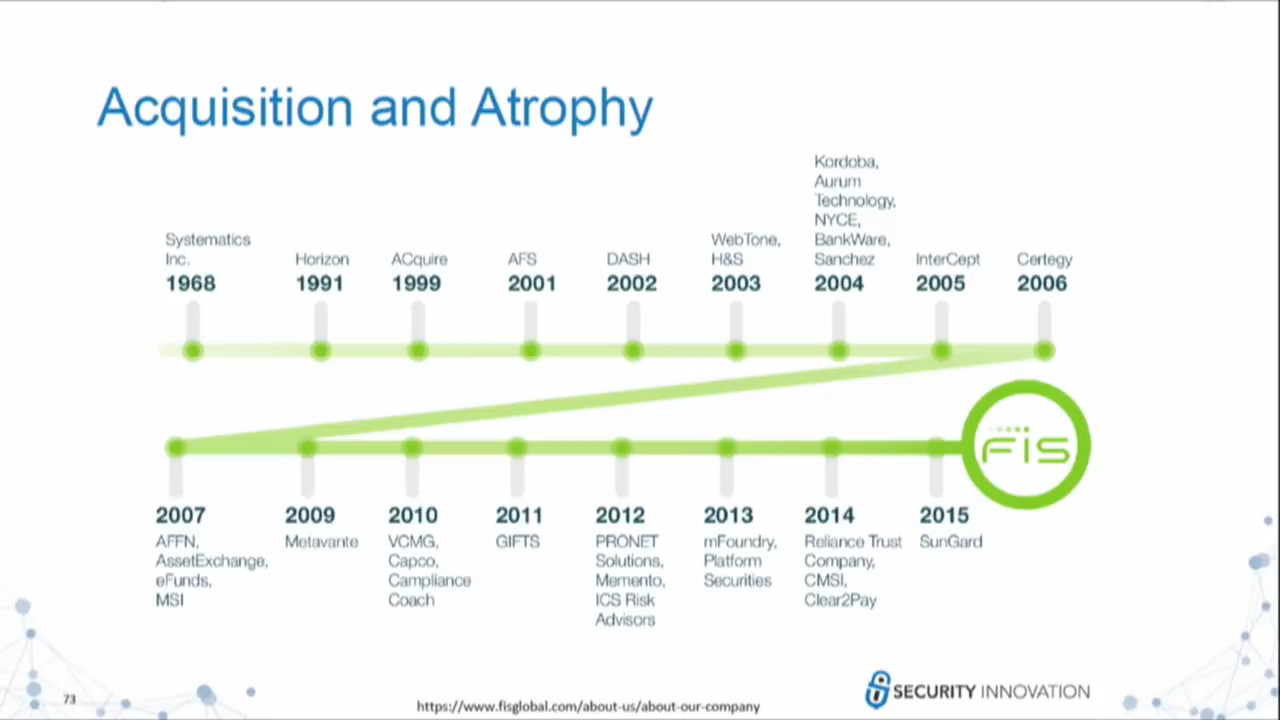 Acquisition and Atrophy
Systematics
Inc.
1968
Horizon
1991
ACquire
1999
AFS
2001
DASH
2002
WebTone,
H&S
2003
Kordoba,
Aurum
Technology,
NYCE,
BankWare,
Sanchez
2004
InterCept
2005
Certegy
2006
FIS
2007
AFFN,
AssetExchange,
eFunds,
MSI
2009
Metavante
2010
VCMG,
Capco,
Campliance
Coach
2011
GIFTS
2012
PRONET
Solutions,
Memento,
ICS Risk
Advisors
2013
mFoundry,
Platform
Securities
2014
Reliance Trust
Company,
CMSI,
Clear2Pay
2015
SunGard
73
https://www.fisglobal.com/about-us/about-our-company
SECURITY INNOVATION